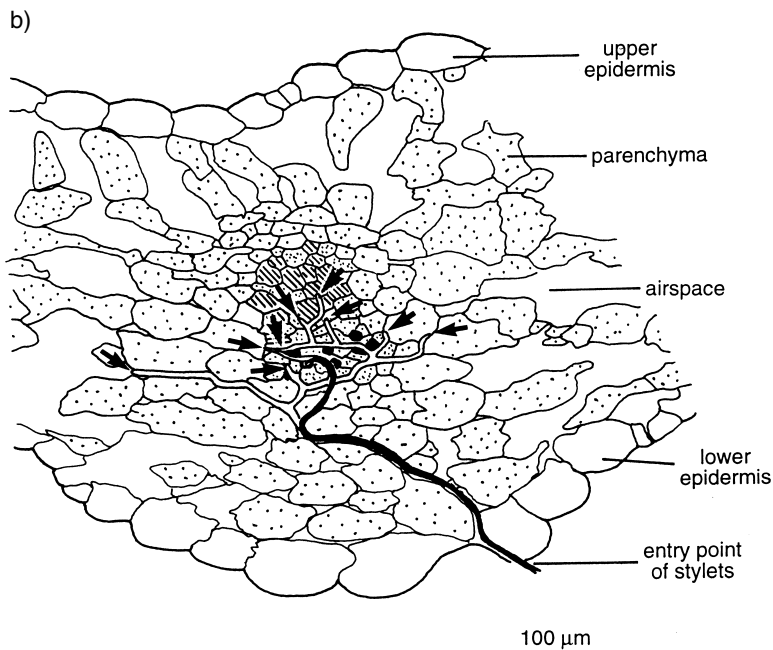 b)
upper
epidermis
parenchyma
airspace
lower
epidermis
entry point
of stylets
100 µm